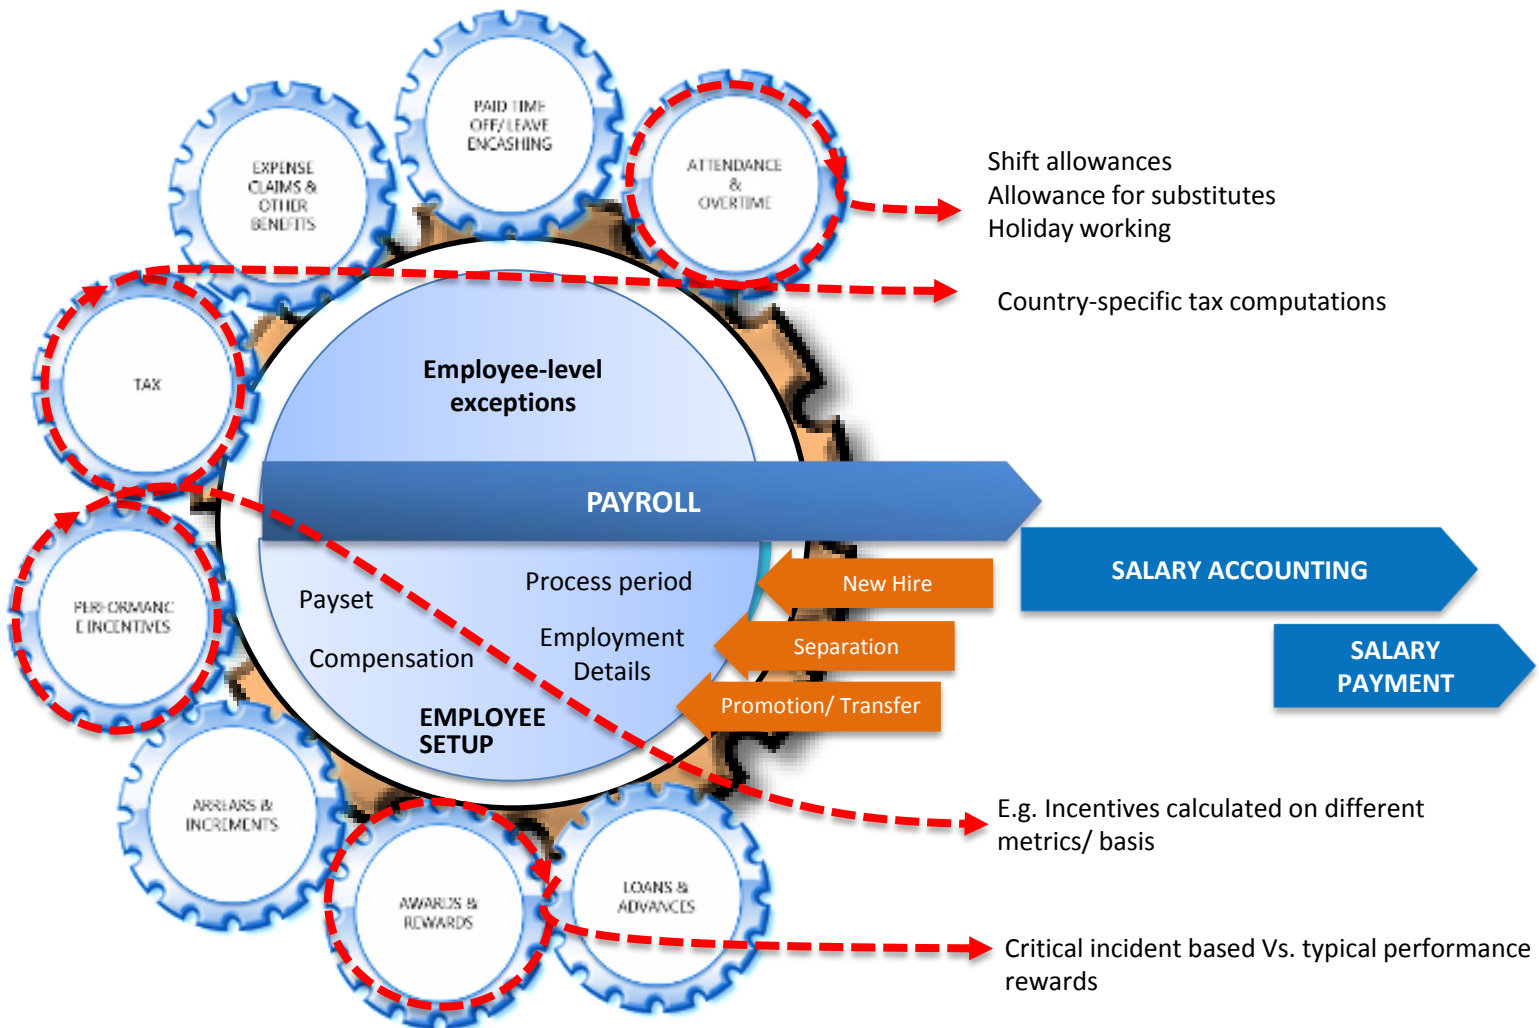 PAID TIME
OFF/LEAVE
ENCASHING
EXPENSE
CLAIMS &
OTHER
BENEFITS
ATTENDANCE
&
OVERTIME
Shift allowances
Allowance for substitutes
Holiday working
Country-specific tax computations
TAX
Employee-level
exceptions
PAYROLL
SALARY ACCOUNTING
SALARY
PAYMENT
New Hire
Separation
Promotion/ Transfer
Process period
Payset
Employment
Details
Compensation
EMPLOYEE
SETUP
PERFORMANC
E INCENTIVES
ARREARS &
INCREMENTS
AWARDS &
REWARDS
LOANS &
ADVANCES
E.g. Incentives calculated on different
metrics/ basis
Critical incident based Vs. typical performance
rewards